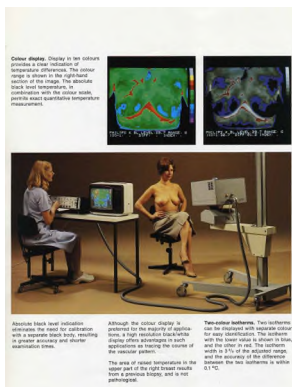 Colour display. Display in ten colours
provides a clear indication of
temperature differences. The colour
range is shown in the right-hand
section of the image. The absolute
black level temperature, in
combination with the colour scale,
permits exact quantitative temperature
measurement.
Absolute black level indication
eliminates the need for calibration
with a separate black body, resulting
in greater accuracy and shorter
examination times.
Although the colour display is
preferred for the majority of applica-
tions, a high resolution black/white
display offers advantages in such
applications as tracing the course of
the vascular pattern.
The area of raised temperature in the
upper part of the right breast results
from a previous biopsy, and is not
pathological.
Two-colour isotherms. Two isotherms
can be displayed with separate colours
for easy identification. The isotherm
with the lower value is shown in blue,
and the other in red. The isotherm
width is of the adjusted range,
and the accuracy of the difference
between the two isotherms is within
0.1 °C.